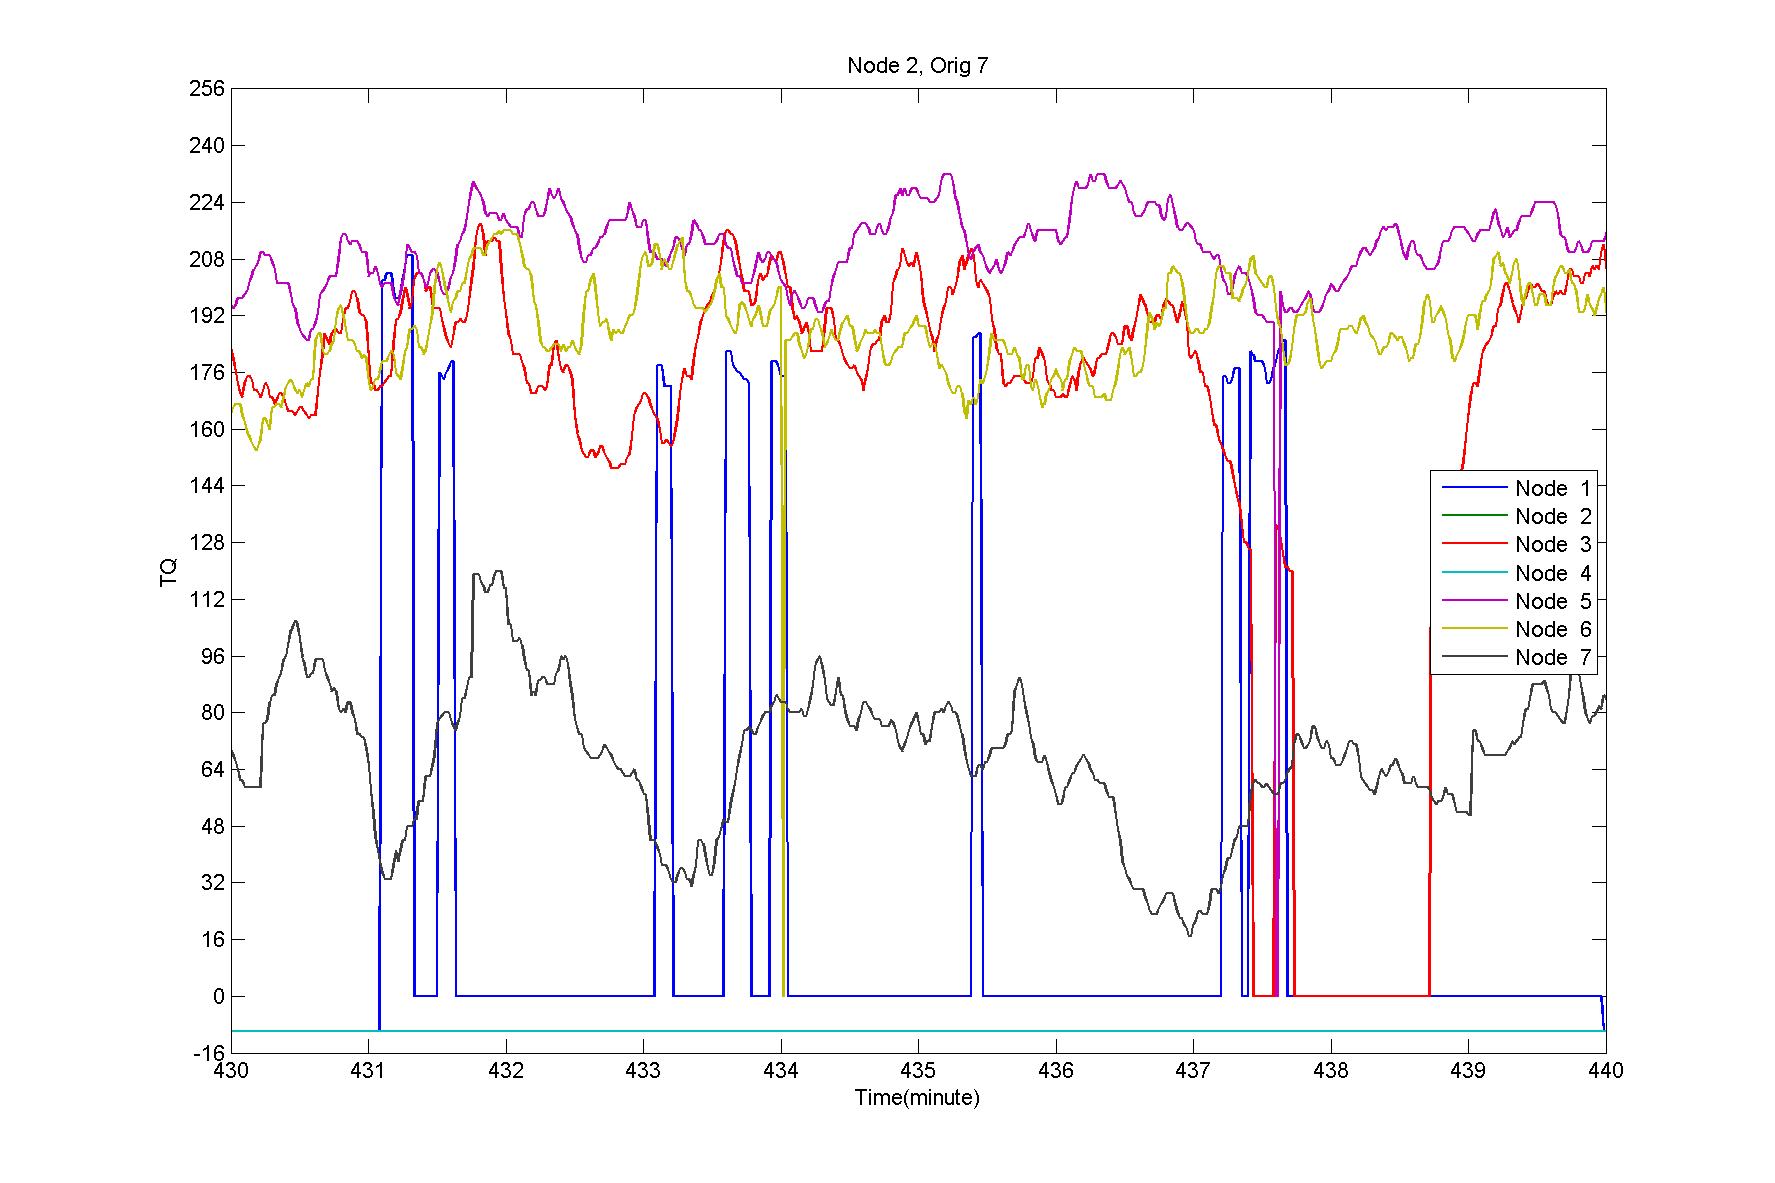 Node 2, Orig 7
256
240
224
208
192
176
160
144
128
112
96
80
64
48
32
16
0
-16
TQ
Node 1
Node 2
Node 3
Node 4
Node 5
Node 6
Node 7
430 431 432 433 434 435 436 437 438 439 440
Time(minute)